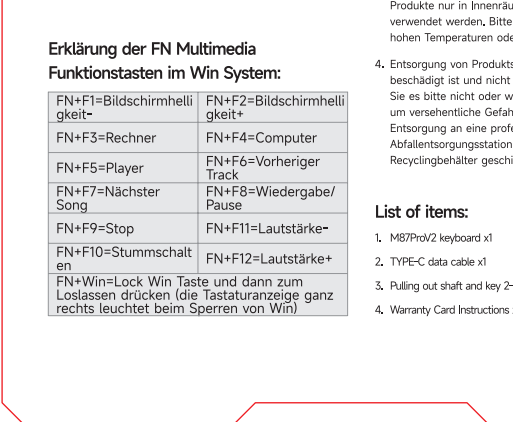 Erklärung der FN Multimedia
Funktionstasten im Win System:
FN+F1=Bildschirmhelli
gkeit-
FN+F2=Bildschirmhelli
gkeit+
FN+F3=Rechner
FN+F4=Computer
FN+F5=Player
FN+F6=Vorheriger
Track
FN+F7=Nächster
Song
FN+F8=Wiedergabe/
Pause
FN+F9=Stop
FN+F11=Lautstärke-
FN+F10=Stummschalt
en
FN+F12=Lautstärke+
FN+Win=Lock Win Taste und dann zum
Loslassen drücken (die Tastaturanzeige ganz
rechts leuchtet beim Sperren von Win)
Produkte nur in
verwendet werden. Bitte
hohen Temperaturen
4. Entsorgung von
beschädigt ist und nicht
Sie es bitte nicht oder
um versehentliche
Entsorgung an eine
Abfallentsorgungsstation
Recyclingbehälter
List of items:
1. M87ProV2 keyboard x1
2. TYPE-C data cable x1
3. Pulling out shaft and key
4. Warranty Card Instructions